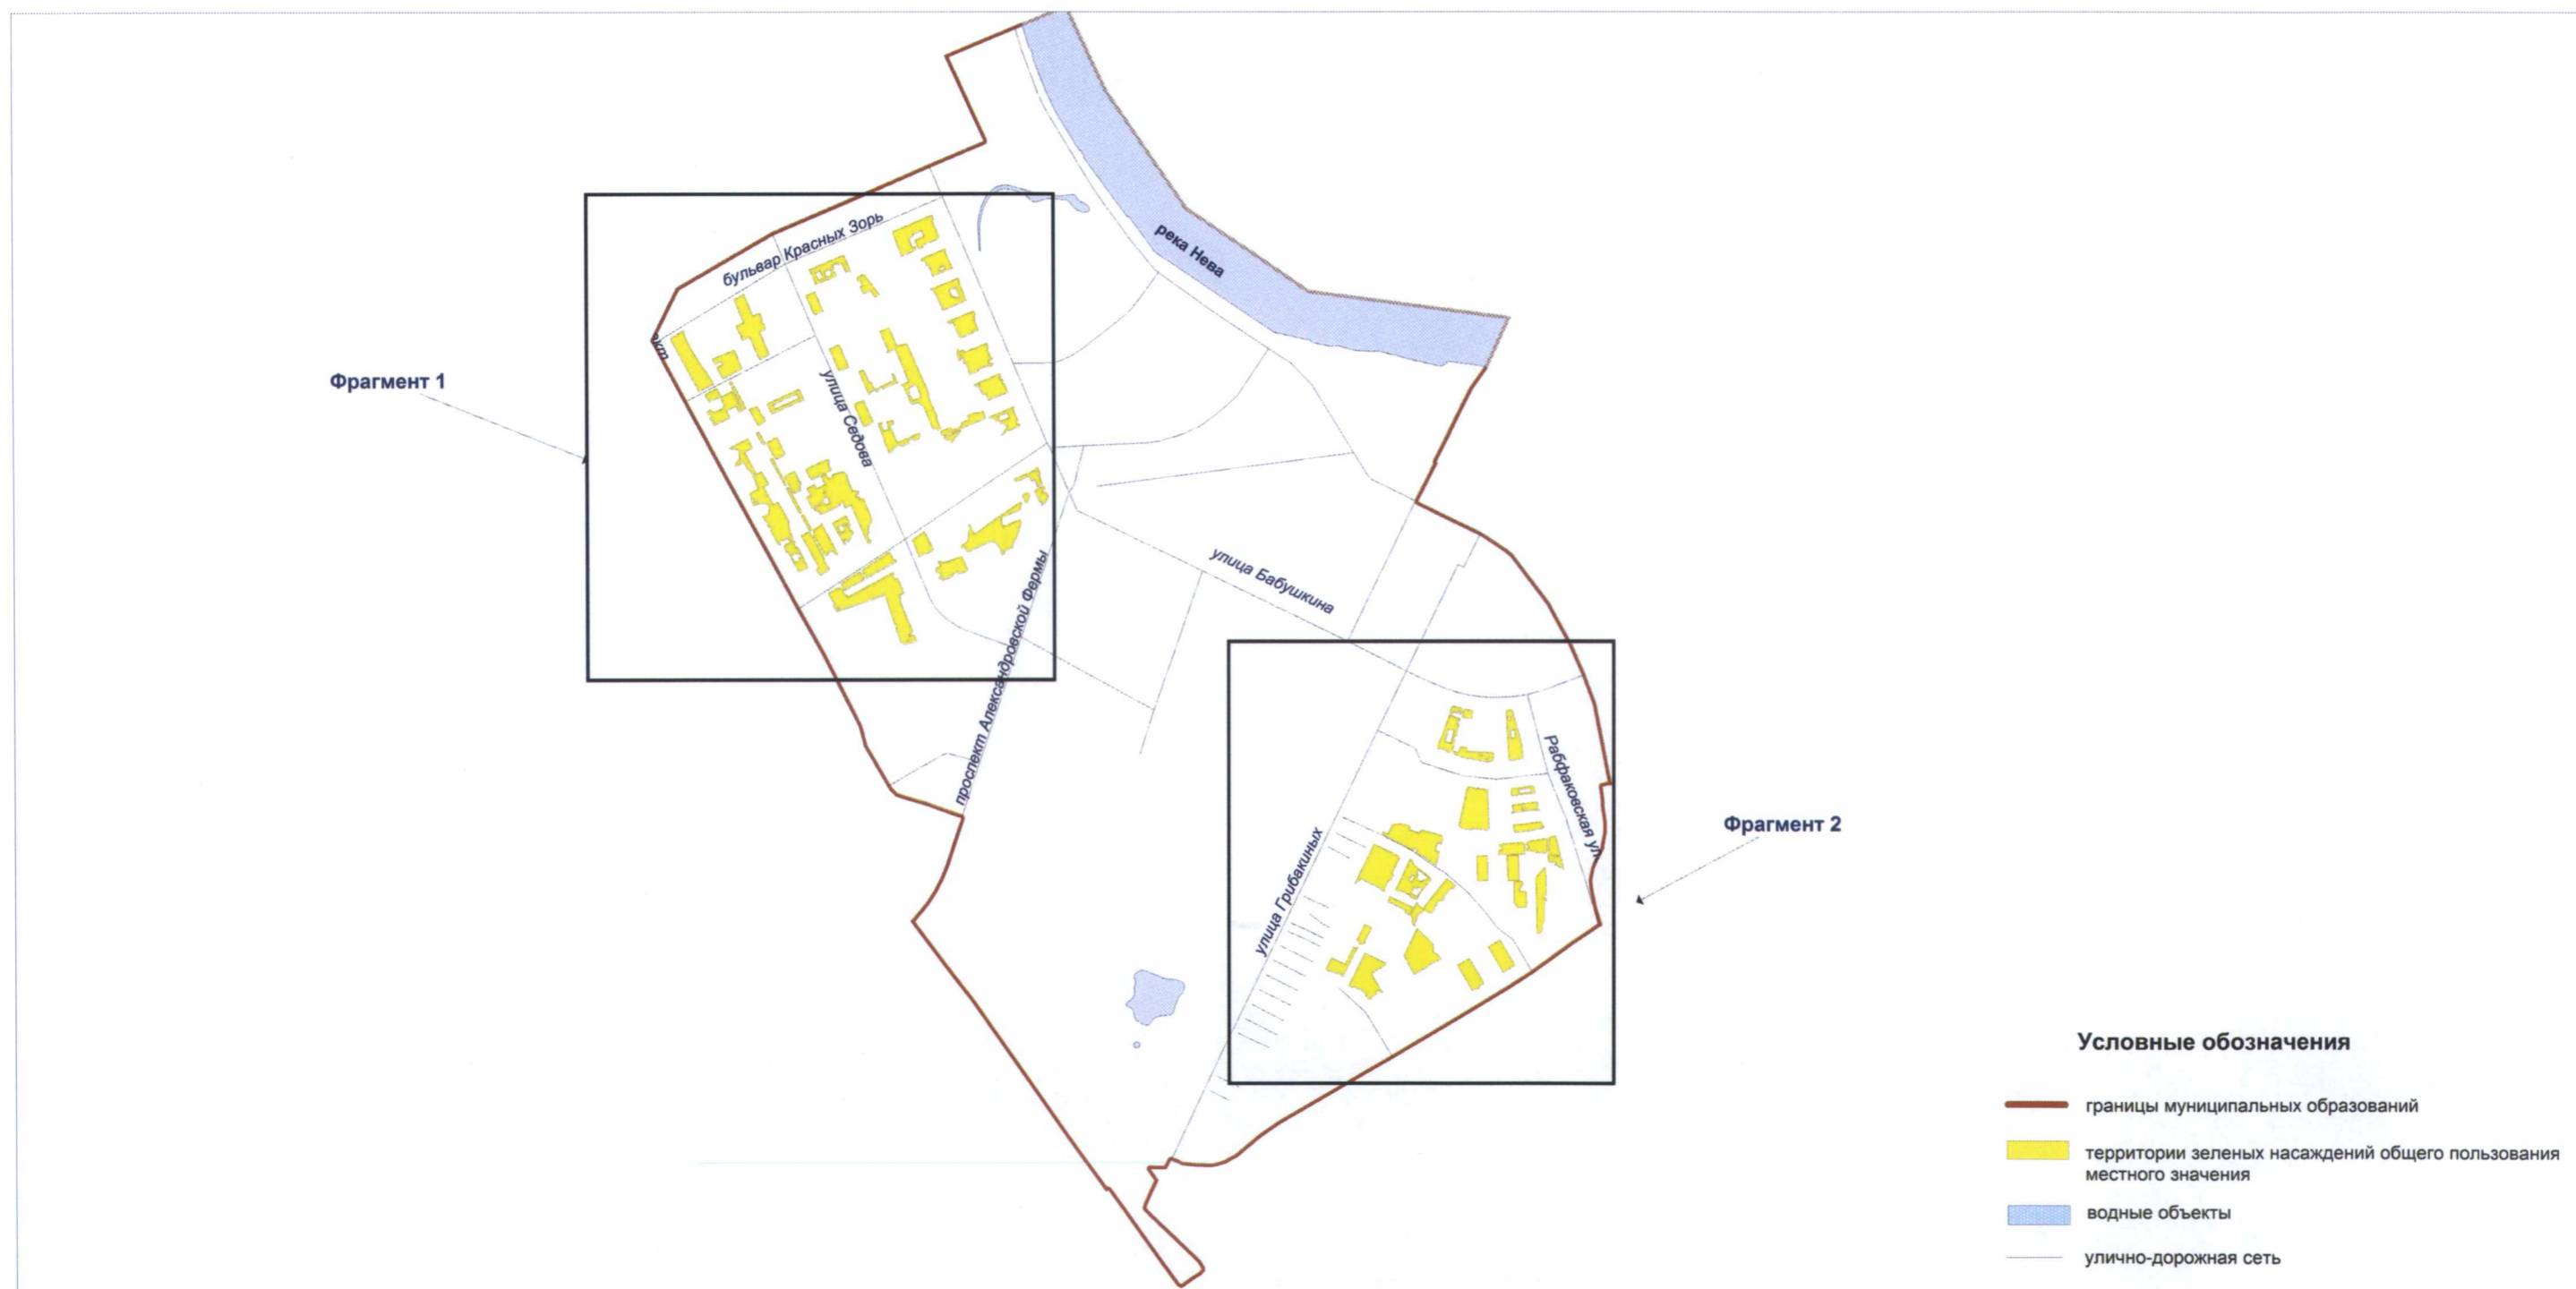 бульвар Красных Зорь
река Нева
кт
Фрагмент 1
улица Седова
улица Бабушкина
проспект Александровской Фермы
Рабфаковская ул.
Фрагмент 2
улица Грибакиных
Условные обозначения
границы муниципальных образований
территории зеленых насаждений общего пользования
местного значения
водные объекты
улично-дорожная сеть